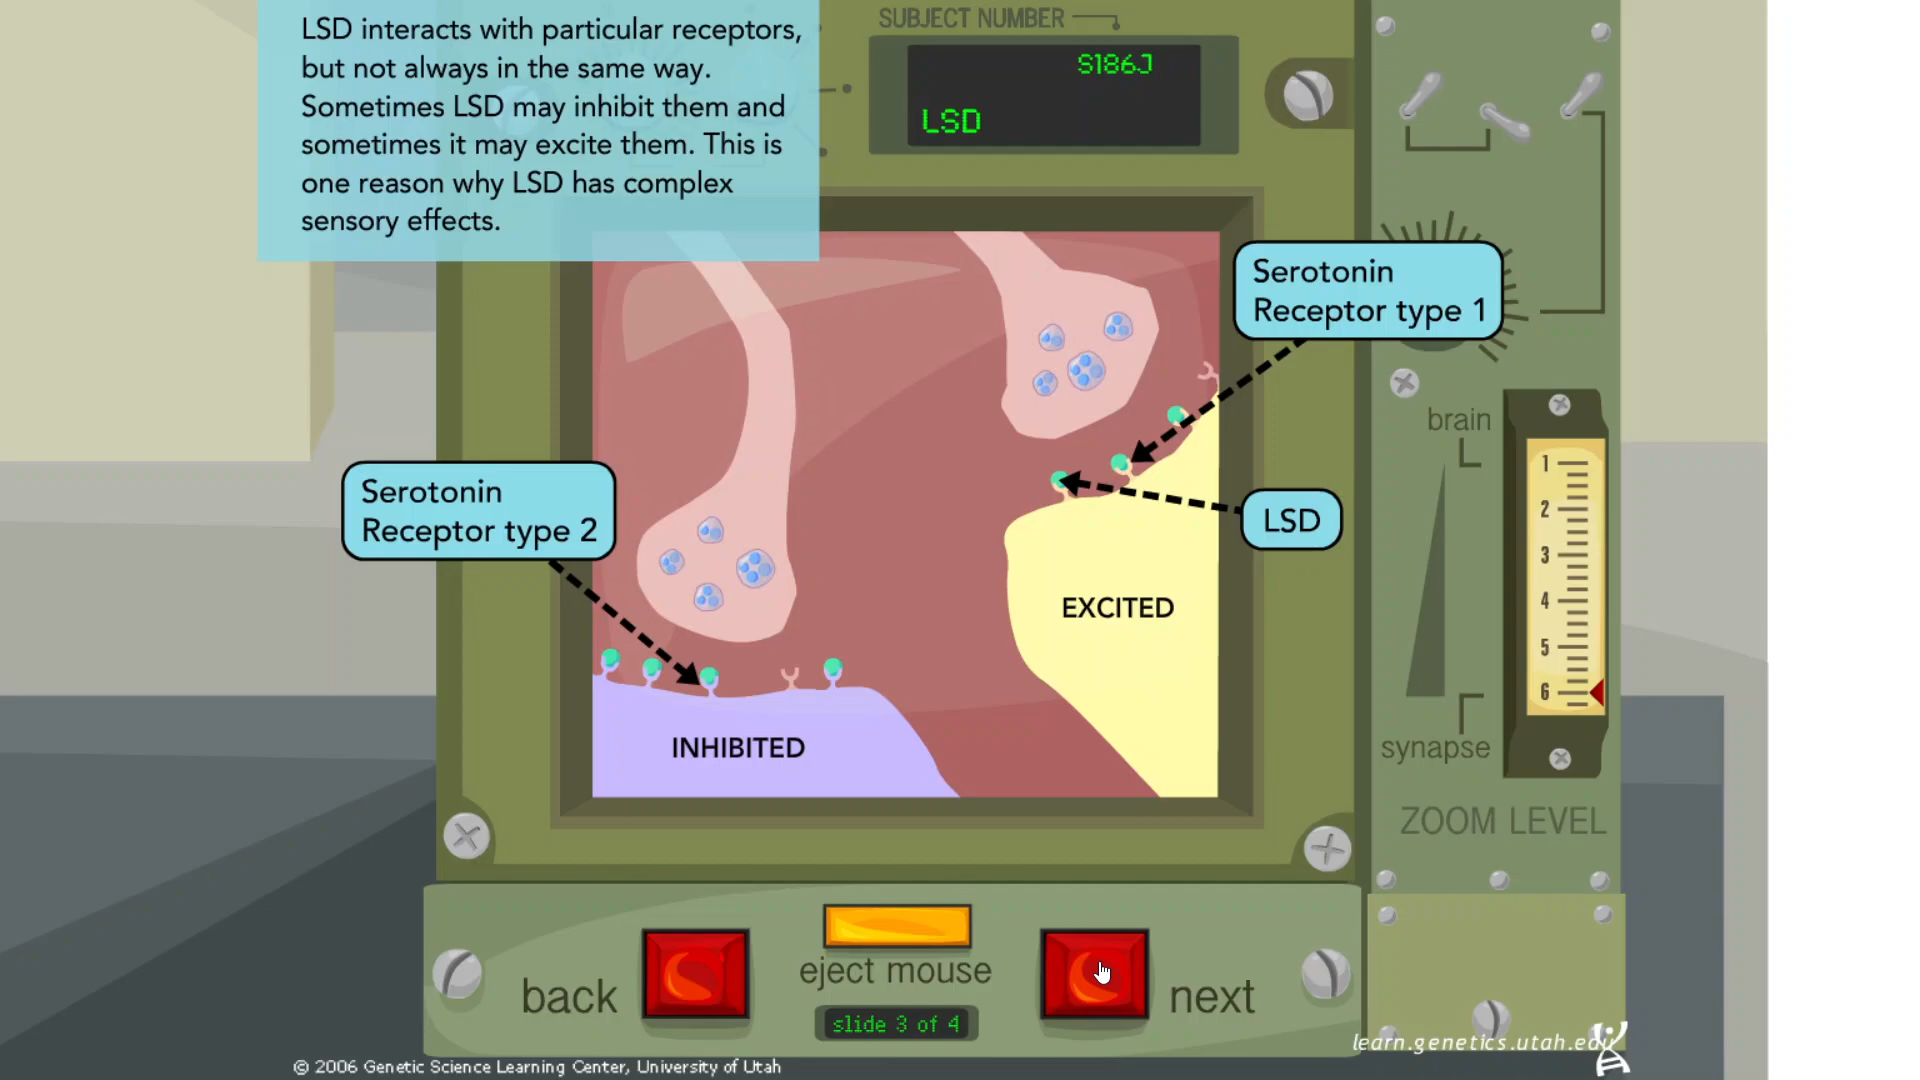 LSD interacts with particular receptors,
but not always in the same way.
Sometimes LSD may inhibit them and
sometimes it may excite them. This is
one reason why LSD has complex
sensory effects.
SUBJECT NUMBER
S186J
LSD
Serotonin
Receptor type 1
Serotonin
Receptor type 2
LSD
EXCITED
INHIBITED
brain
1
2
3
4
5
6
synapse
ZOOM LEVEL
back
eject mouse
next
slide 3 of 4
learn.genetics.utah.edu
© 2006 Genetic Science Learning Center, University of Utah